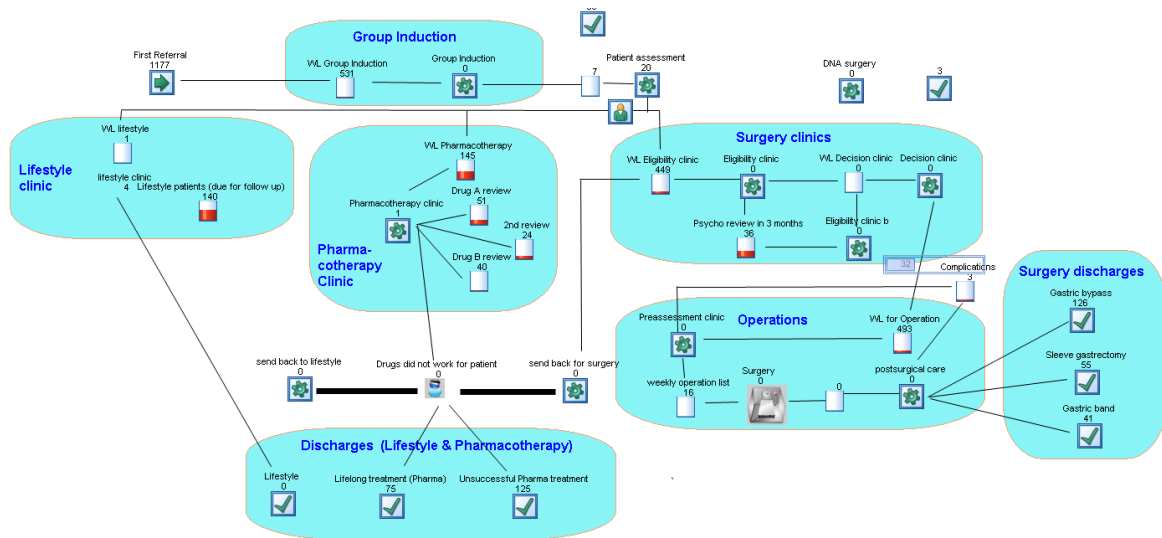 Group Induction
First Referral
1177
WL Group Induction
531
Group Induction
0
7
Patient assessment
20
DNA surgery
0
3
WL lifestyle
1
Lifestyle
clinic
lifestyle clinic
4
Lifestyle patients (due for follow up)
140
WL Pharmacotherapy
145
Drug A review
51
Pharmacotherapy clinic
1
2nd review
24
Drug B review
40
Pharma-
cotherapy
Clinic
Surgery clinics
WL Eligibility clinic
449
Eligibility clinic
0
WL Decision clinic
0
Decision clinic
0
Psycho review in 3 months
36
Eligibility clinic b
0
32
Complications
3
Surgery discharges
Gastric bypass
126
Sleeve gastrectomy
55
Gastric band
41
Preassessment clinic
0
Operations
WL for Operation
493
weekly operation list
16
Surgery
0
0
postsurgical care
0
send back to lifestyle
0
Drugs did not work for patient
0
send back for surgery
0
Discharges (Lifestyle & Pharmacotherapy)
Lifestyle
0
Lifelong treatment (Pharma)
75
Unsuccessful Pharma treatment
125